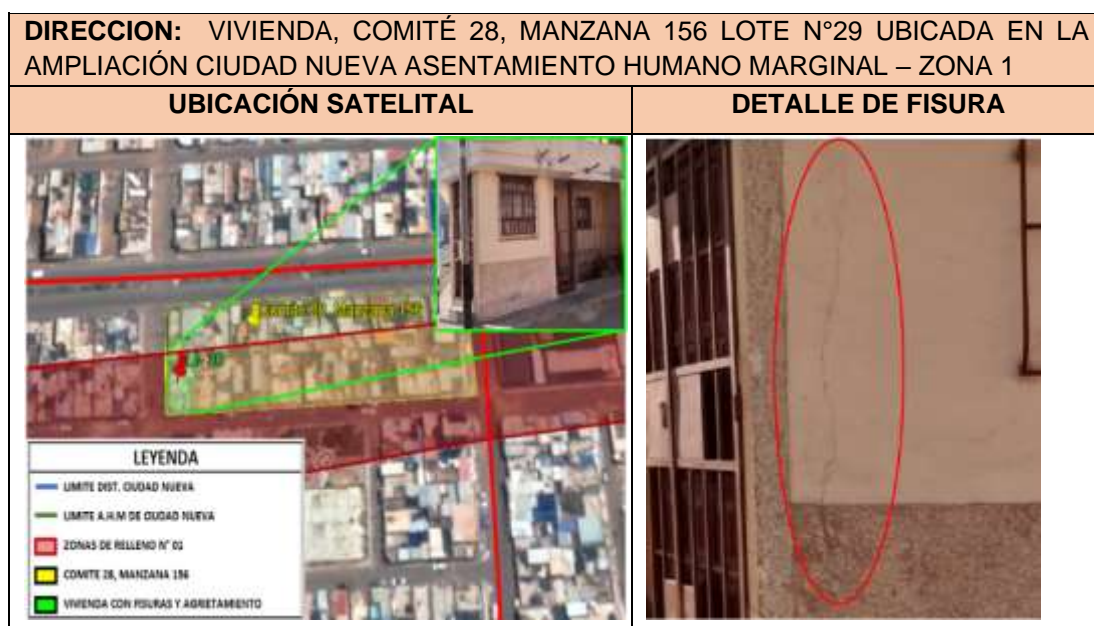 DIRECCION: VIVIENDA, COMITÉ 28, MANZANA 156 LOTE N°29 UBICADA EN LA
AMPLIACIÓN CIUDAD NUEVA ASENTAMIENTO HUMANO MARGINAL – ZONA 1
UBICACIÓN SATELITAL
DETALLE DE FISURA
Manzana 156
LEYENDA
LIMITE DIST. CIUDAD NUEVA
LIMITE A.H.M DE CIUDAD NUEVA
ZONAS DE RELLENO N° 01
COMITE 28, MANZANA 156
VIVIENDA CON FISURAS Y AGRIETAMIENTO